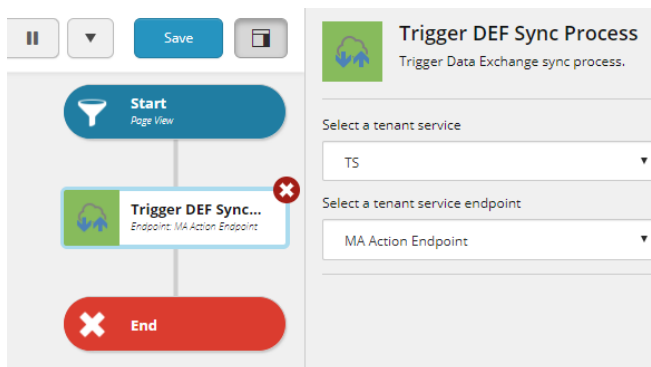 Save
Start
Page View
Trigger DEF Sync...
Endpoint: MA Action Endpoint
End
Trigger DEF Sync Process
Trigger Data Exchange sync process.
Select a tenant service
TS
Select a tenant service endpoint
MA Action Endpoint